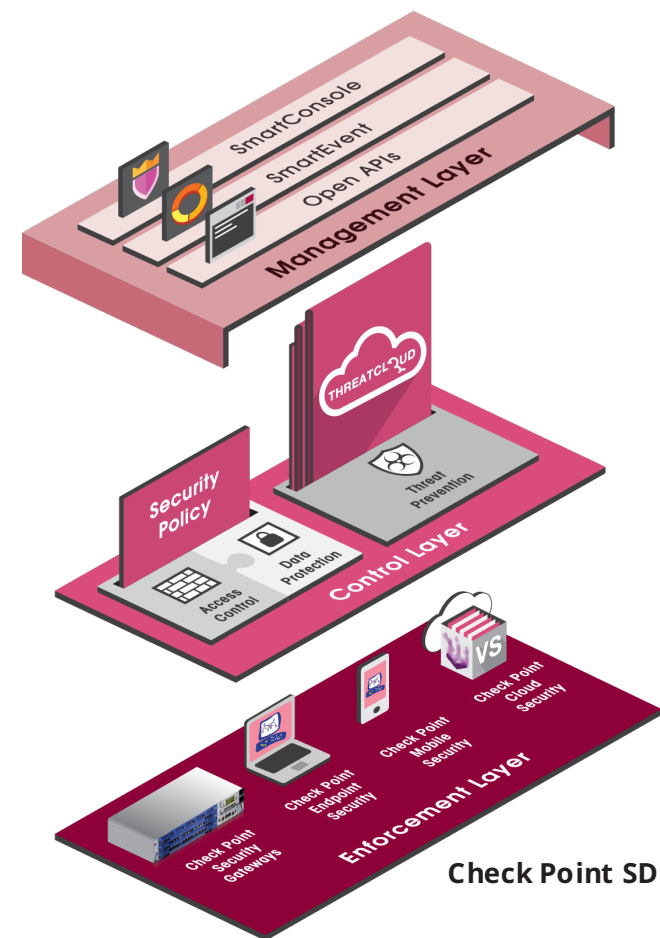 SmartConsole
SmartEvent
Open APIs
Management Layer
THREATCLOUD
Security
Policy
Threat
Prevention
Data
Protection
Access
Control
Control Layer
VS
Check Point
Cloud
Security
Check Point
Mobile
Security
Check Point
Endpoint
Security
Check Point
Security
Gateways
Enforcement Layer
Check Point SD